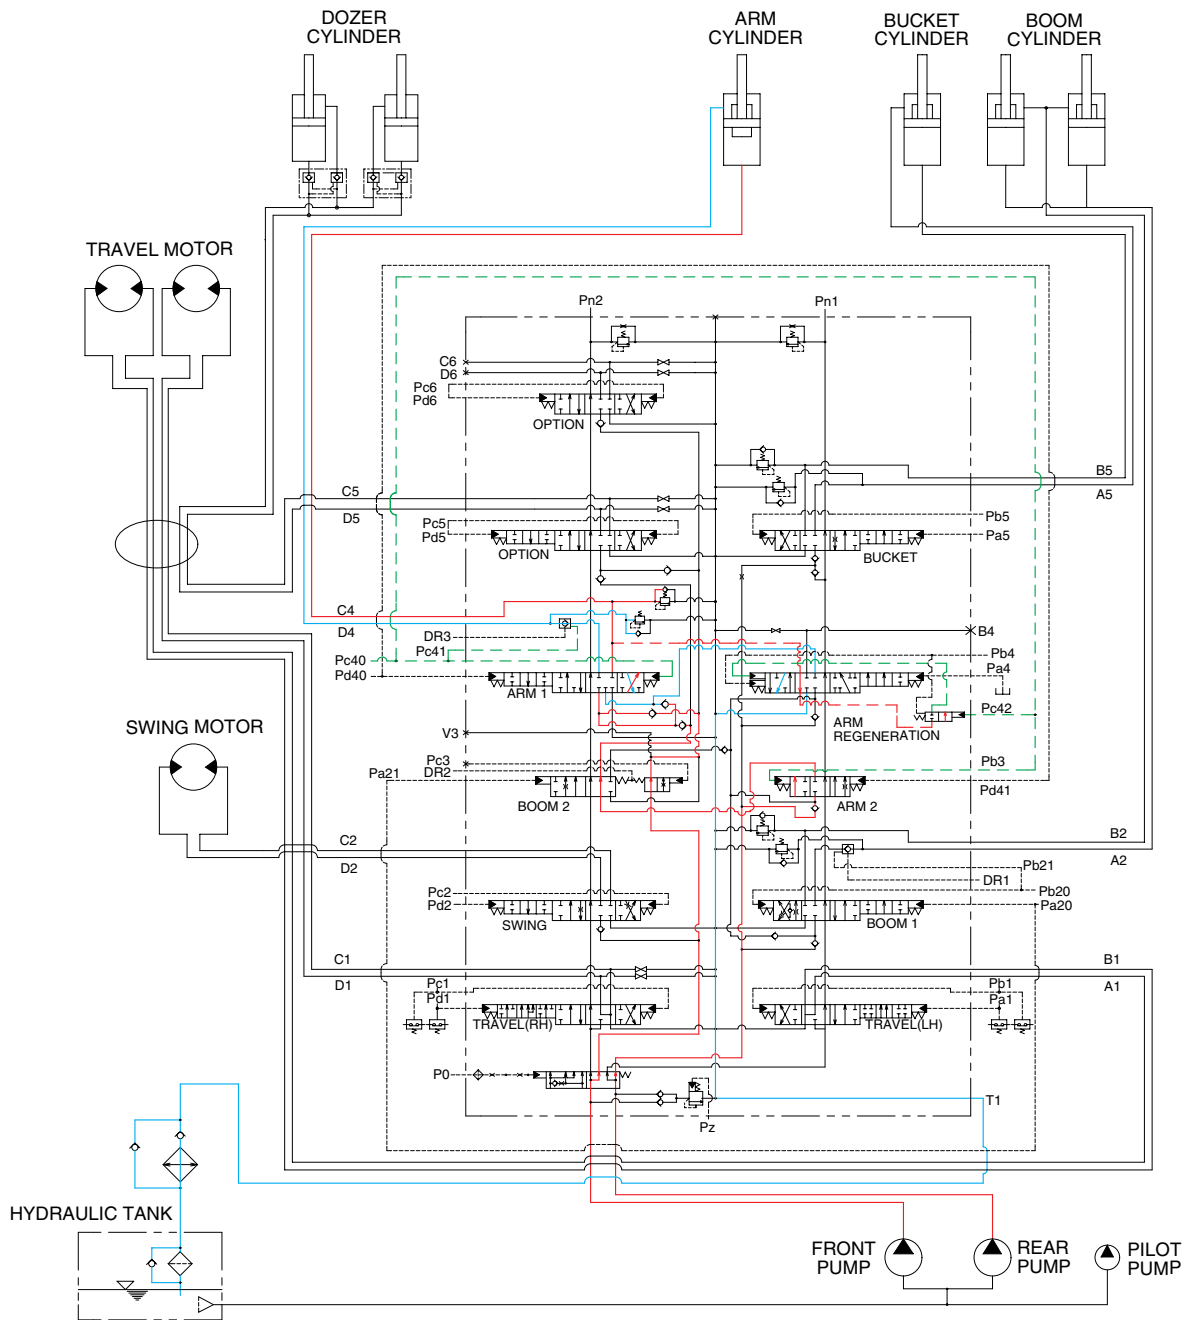 DOZER
CYLINDER
ARM
CYLINDER
BUCKET
CYLINDER
BOOM
CYLINDER
TRAVEL MOTOR
Pn2
Pn1
C6
D6
Pc6
Pd6
OPTION
C5
D5
B5
A5
Pc5
Pd5
OPTION
BUCKET
Pb5
Pa5
C4
D4
DR3
Pc41
Pc40
Pd40
ARM 1
B4
Pb4
Pa4
Pc42
ARM
REGENERATION
SWING MOTOR
V3
Pc3
DR2
Pa21
BOOM 2
Pb3
Pd41
ARM 2
C2
D2
B2
A2
Pb21
DR1
Pc2
Pd2
SWING
Pb20
Pa20
BOOM 1
C1
D1
B1
A1
Pc1
Pd1
TRAVEL(RH)
Pb1
Pa1
TRAVEL(LH)
P0
Pz
T1
HYDRAULIC TANK
FRONT
PUMP
REAR
PUMP
PILOT
PUMP